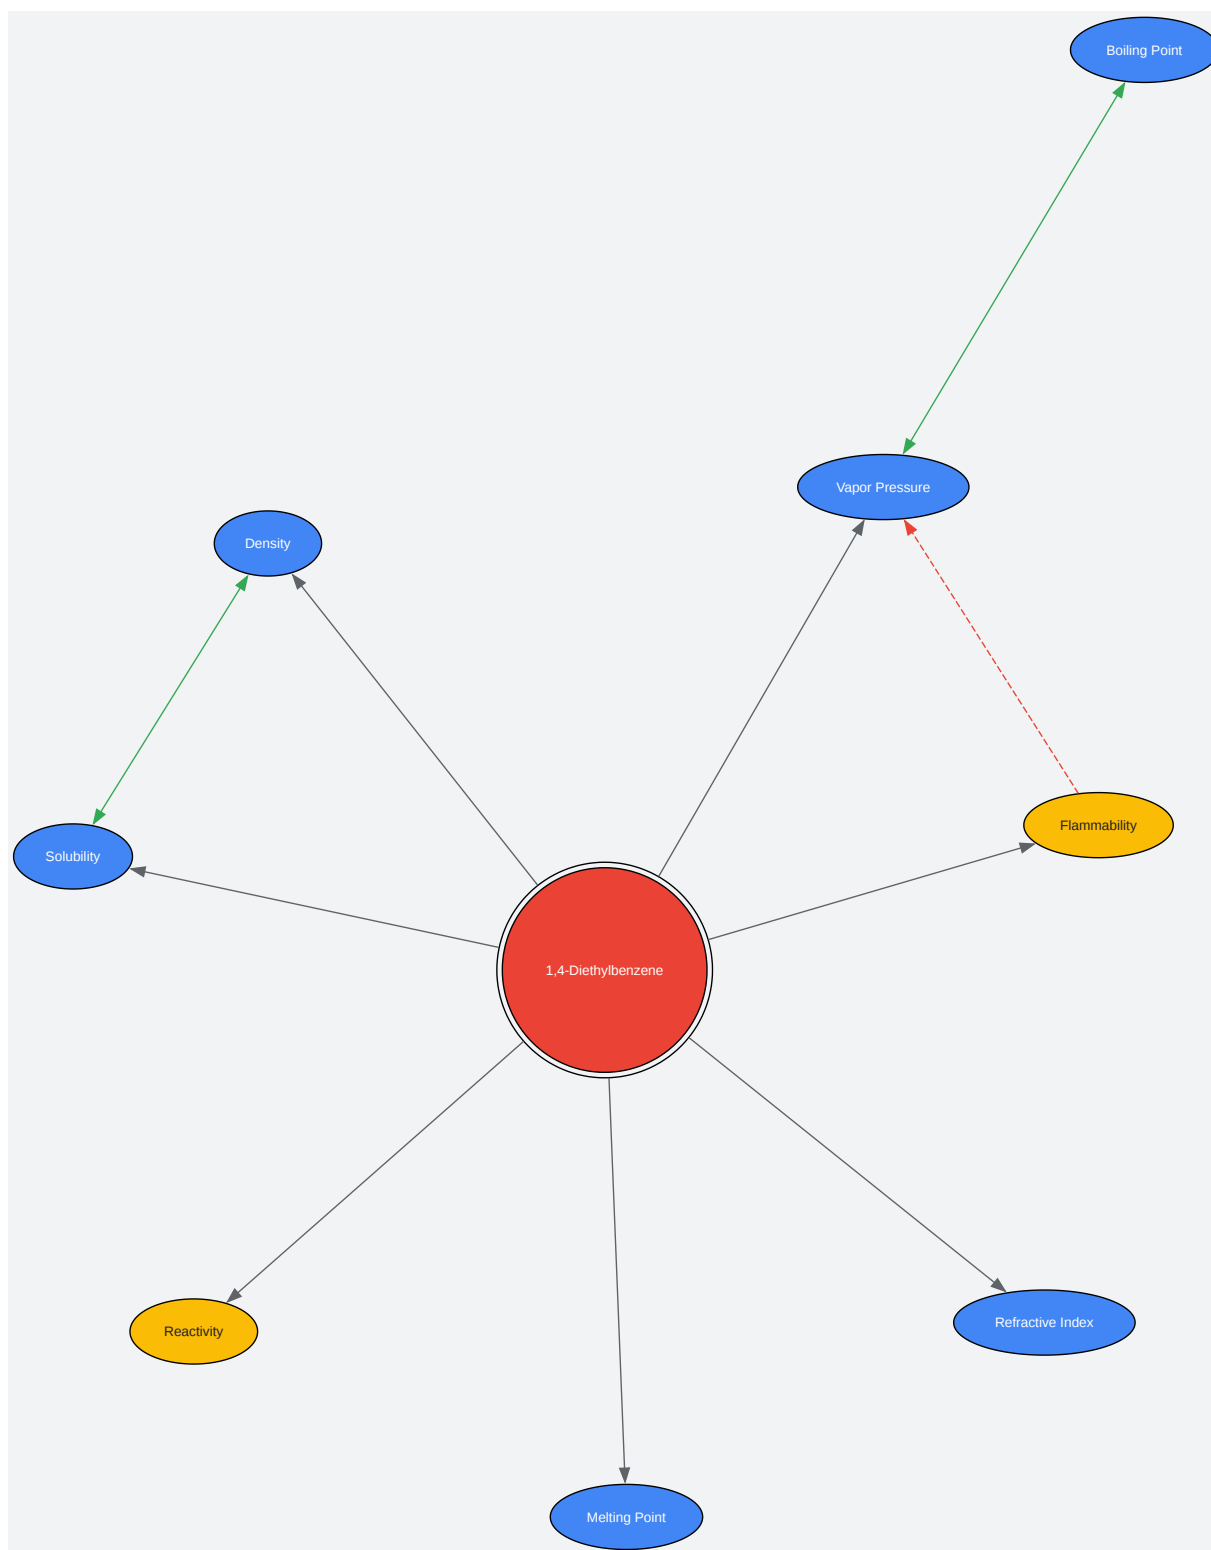 Boiling Point
Vapor Pressure
Density
Flammability
Solubility
1,4-Diethylbenzene
Refractive Index
Reactivity
Melting Point